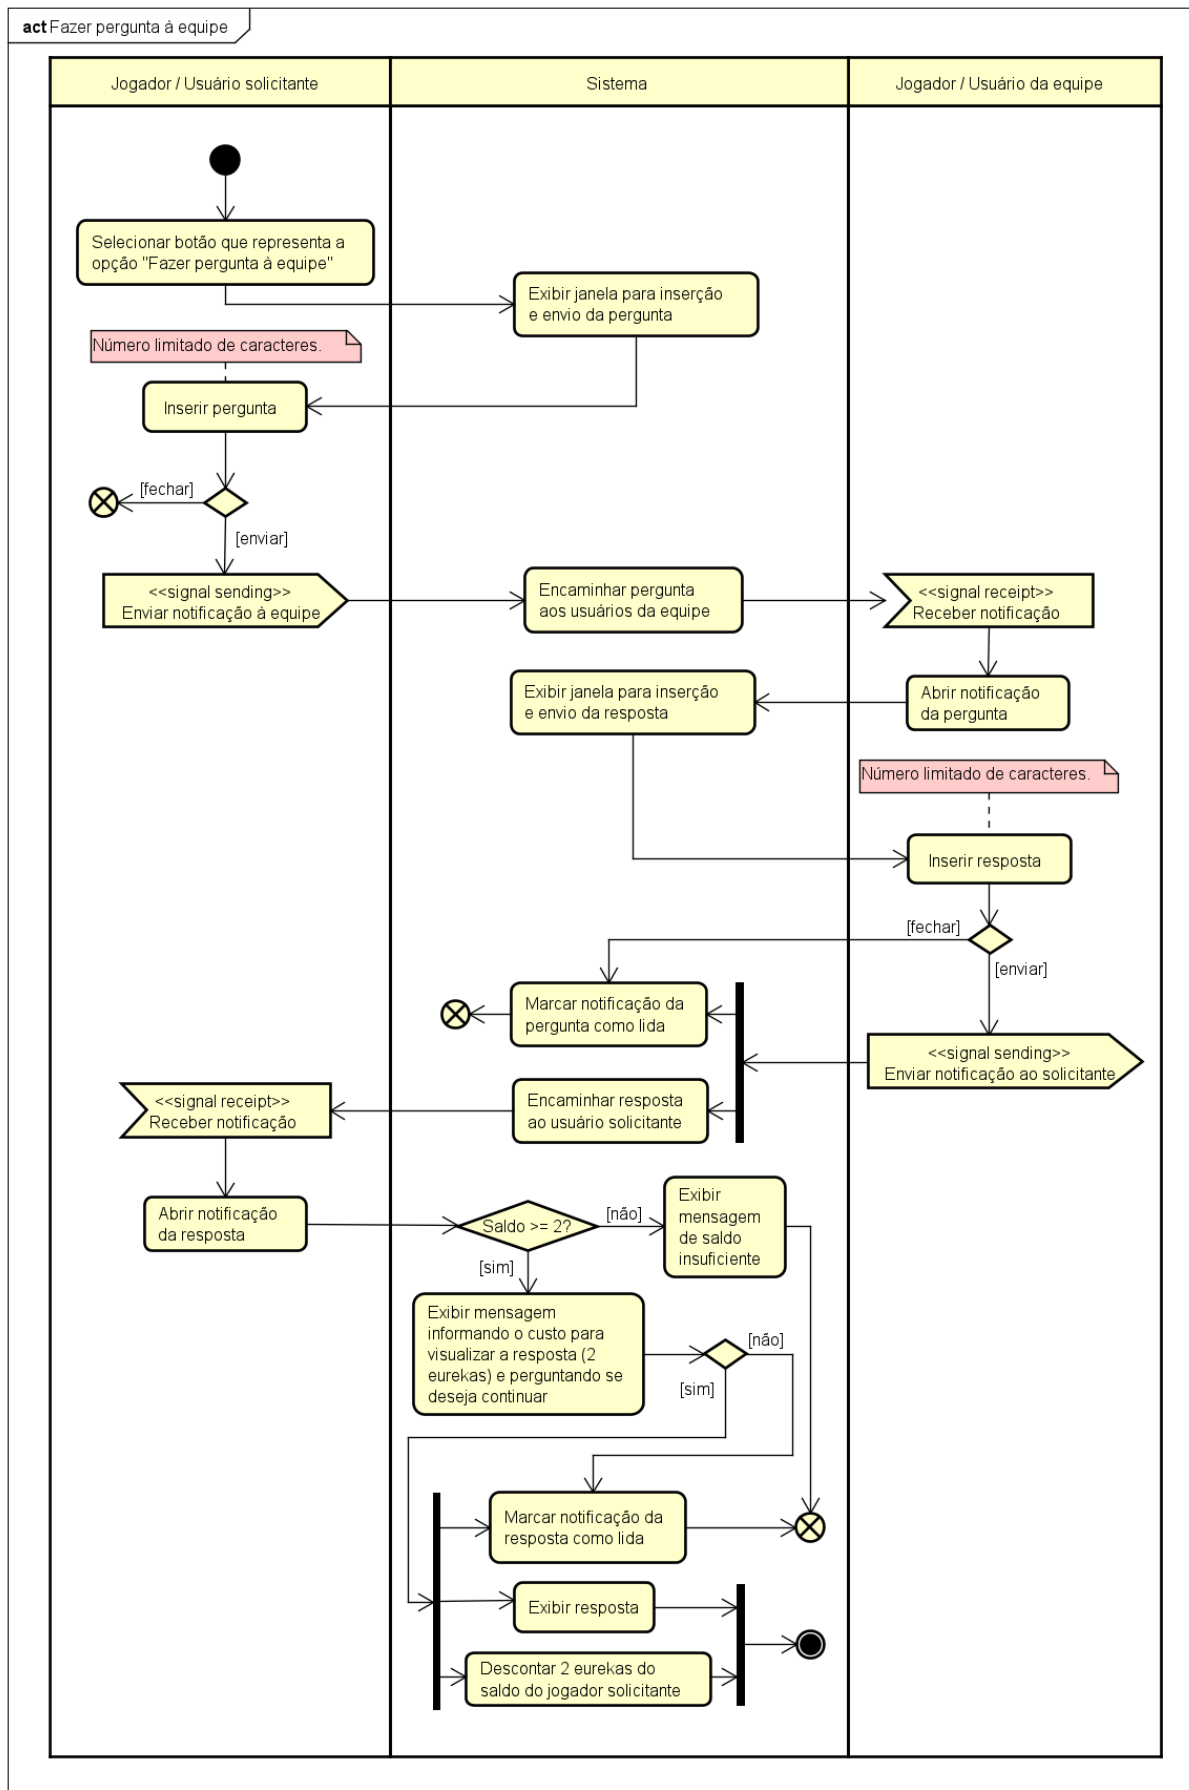 act Fazer pergunta à equipe
Jogador / Usuário solicitante
Sistema
Jogador / Usuário da equipe
Selecionar botão que representa a
opção "Fazer pergunta à equipe"
Exibir janela para inserção
e envio da pergunta
Número limitado de caracteres.
Inserir pergunta
[fechar]
[enviar]
<<signal sending>>
Enviar notificação à equipe
Encaminhar pergunta
aos usuários da equipe
<<signal receipt>>
Receber notificação
Exibir janela para inserção
e envio da resposta
Abrir notificação
da pergunta
Número limitado de caracteres.
Inserir resposta
[fechar]
[enviar]
Marcar notificação da
pergunta como lida
<<signal sending>>
Enviar notificação ao solicitante
<<signal receipt>>
Receber notificação
Encaminhar resposta
ao usuário solicitante
Abrir notificação
da resposta
Saldo >= 2?
[não]
Exibir
mensagem
de saldo
insuficiente
[sim]
Exibir mensagem
informando o custo para
visualizar a resposta (2
eurekas) e perguntando se
deseja continuar
[não]
[sim]
Marcar notificação da
resposta como lida
Exibir resposta
Descontar 2 eurekas do
saldo do jogador solicitante